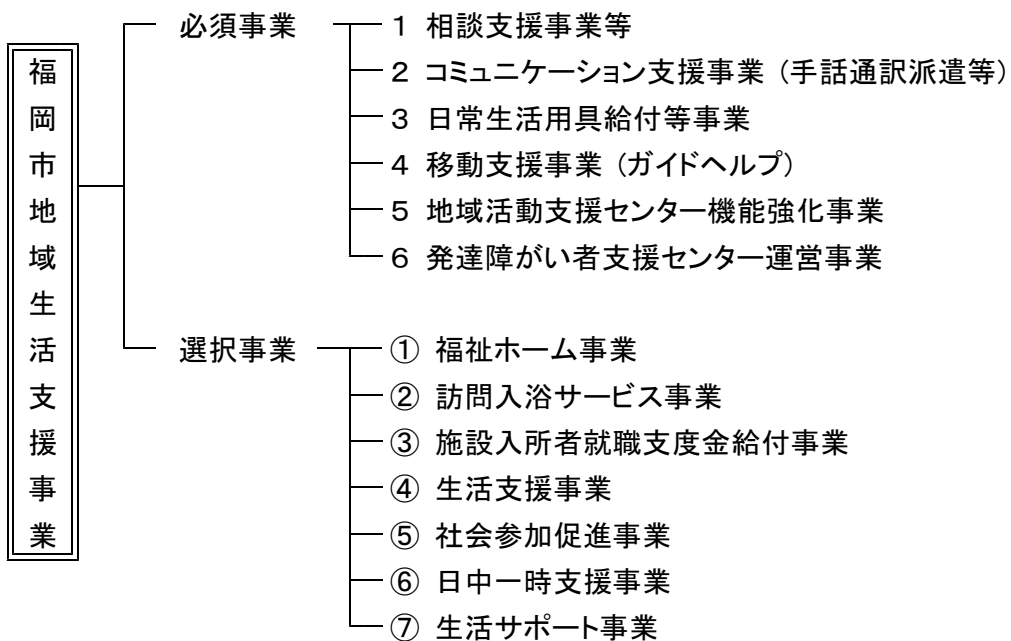 福岡市地域生活支援事業
必須事業
1 相談支援事業等
2 コミュニケーション支援事業（手話通訳派遣等）
3 日常生活用具給付等事業
4 移動支援事業（ガイドヘルプ）
5 地域活動支援センター機能強化事業
6 発達障がい者支援センター運営事業
選択事業
① 福祉ホーム事業
② 訪問入浴サービス事業
③ 施設入所者就職支度金給付事業
④ 生活支援事業
⑤ 社会参加促進事業
⑥ 日中一時支援事業
⑦ 生活サポート事業